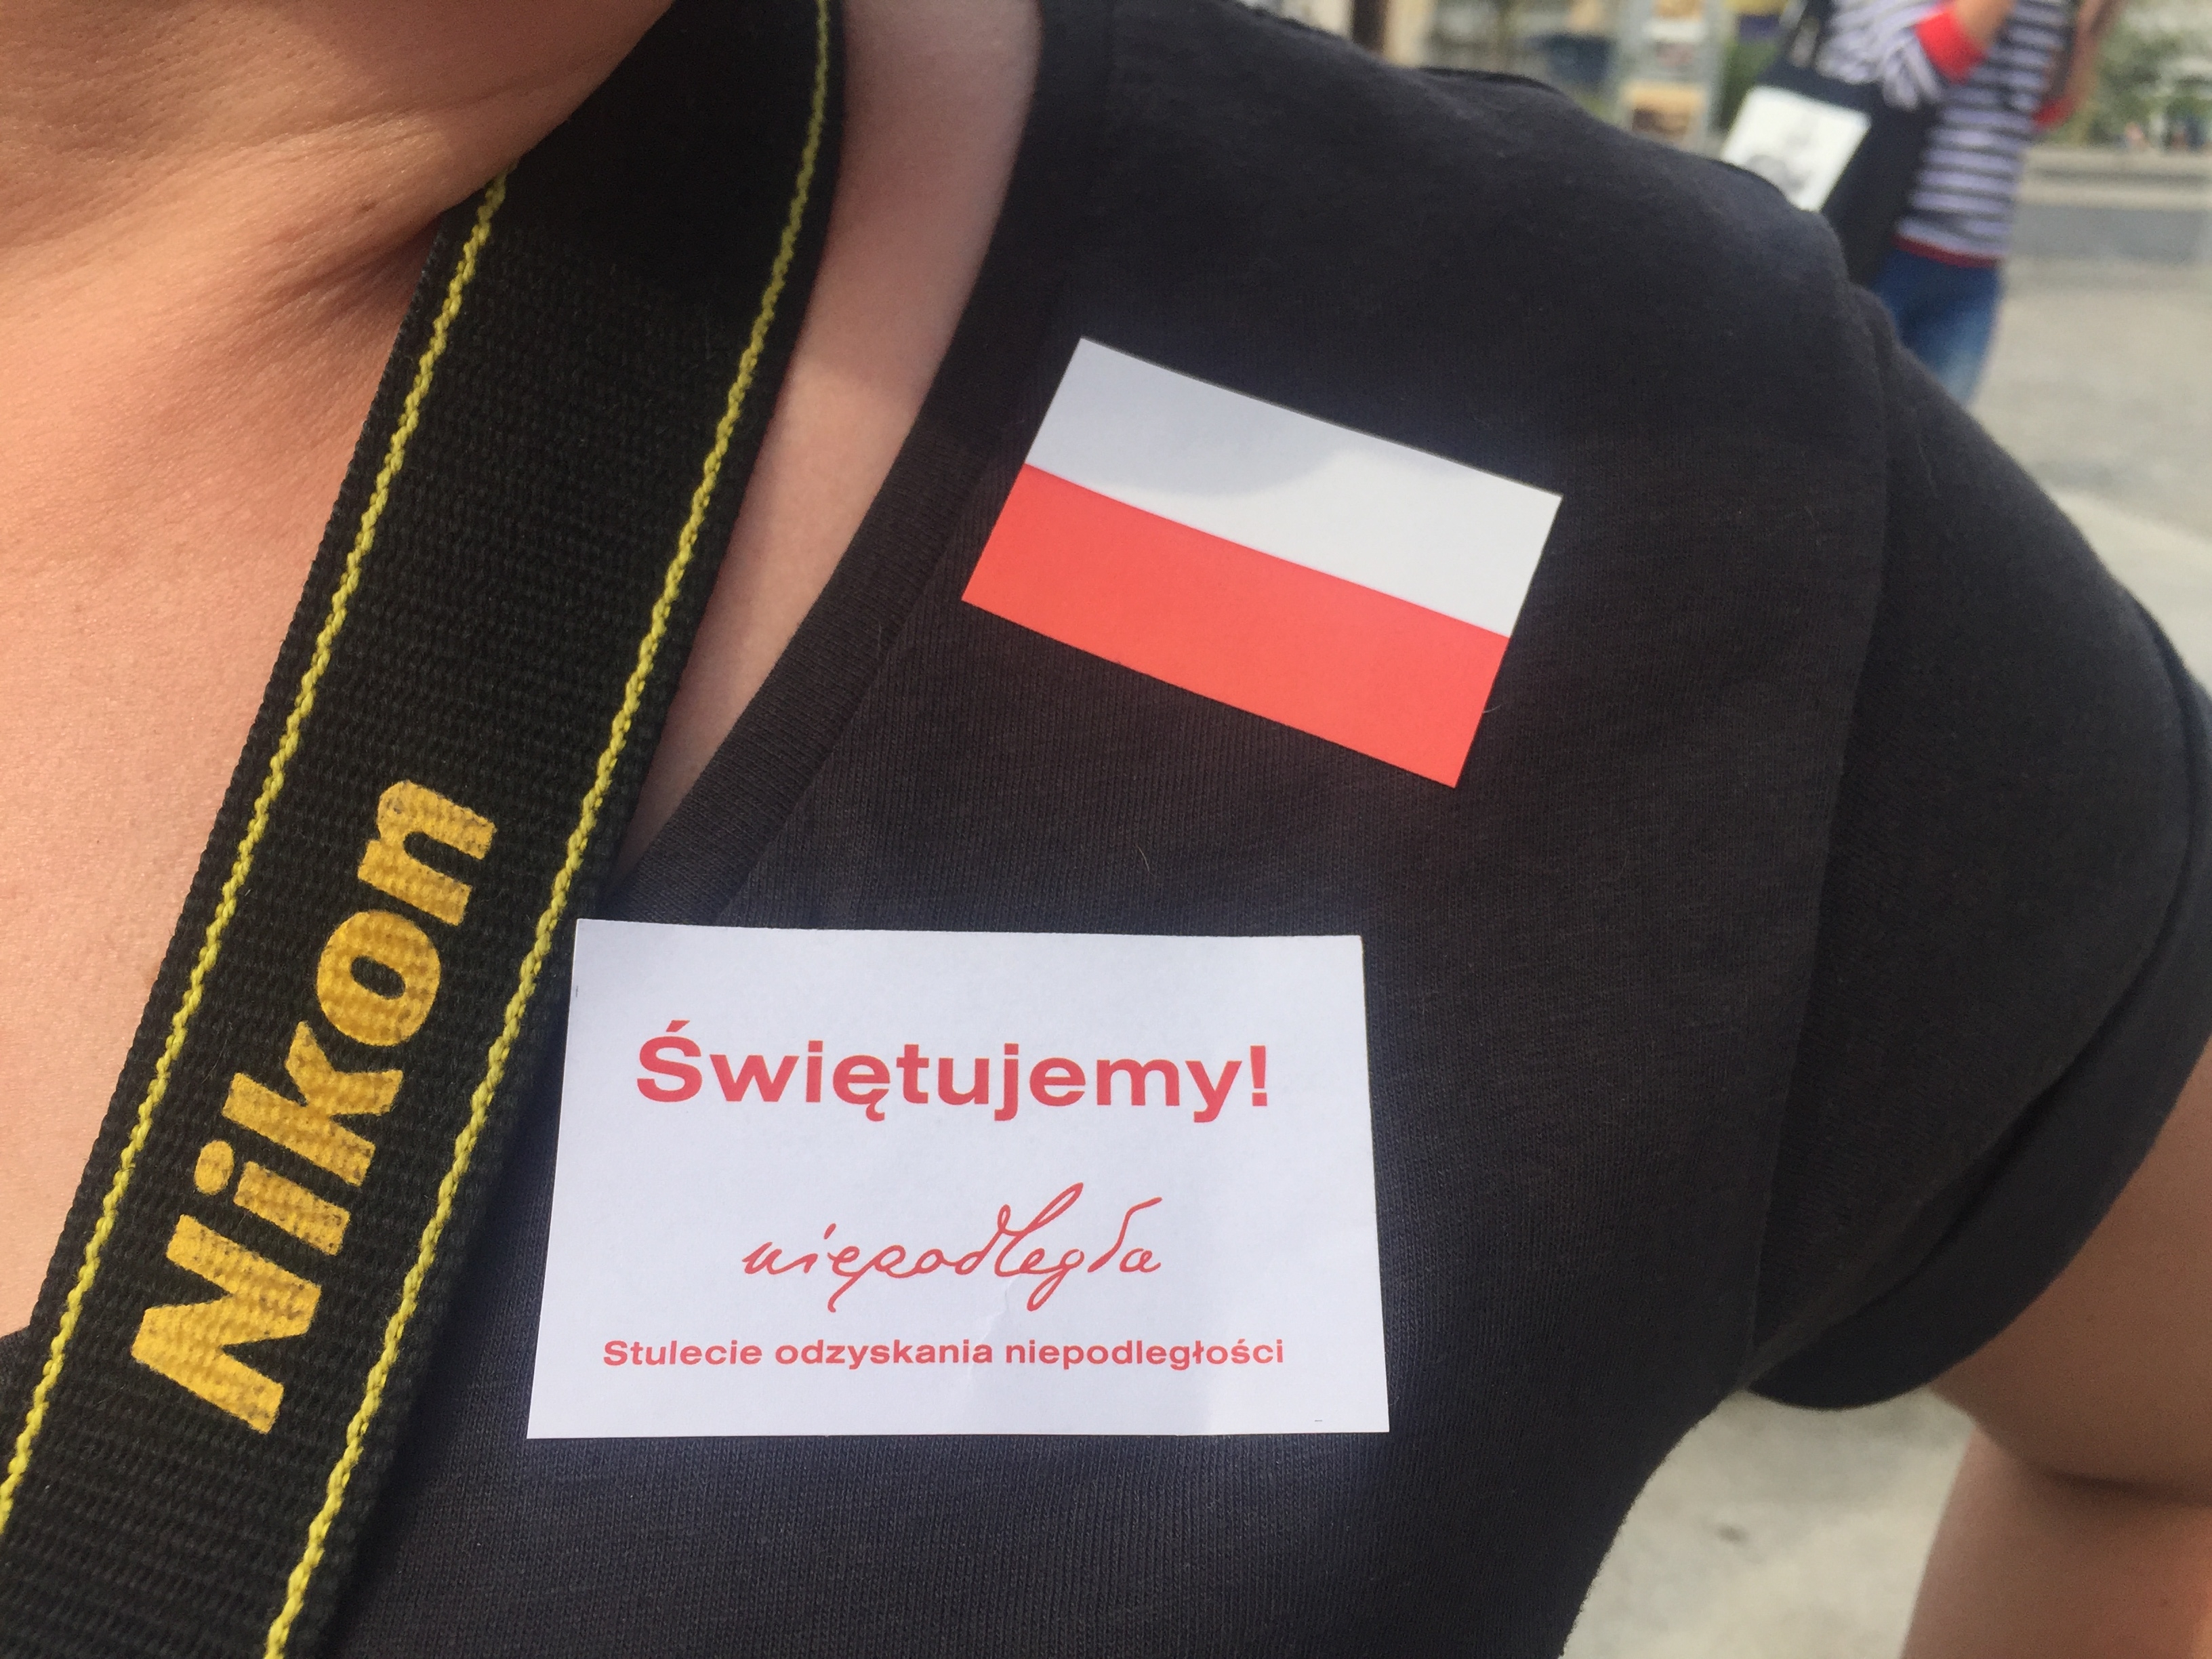 Nikon
Świętujemy!
niepodległa
Stulecie odzyskania niepodległości